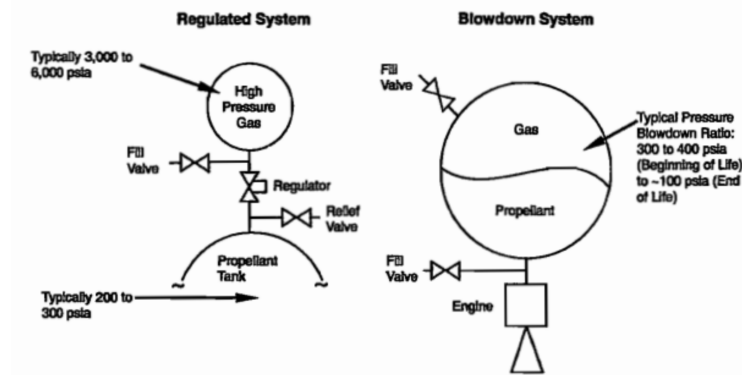 Regulated System
Typically 3,000 to
6,000 psia
High
Pressure
Gas
Fill
Valve
Regulator
Relief
Valve
Propellant
Tank
Typically 200 to
300 psia
Blowdown System
Fill
Valve
Gas
Typical Pressure
Blowdown Ratio:
300 to 400 psia
(Beginning of Life)
to ~100 psia (End
of Life)
Propellant
Fill
Valve
Engine